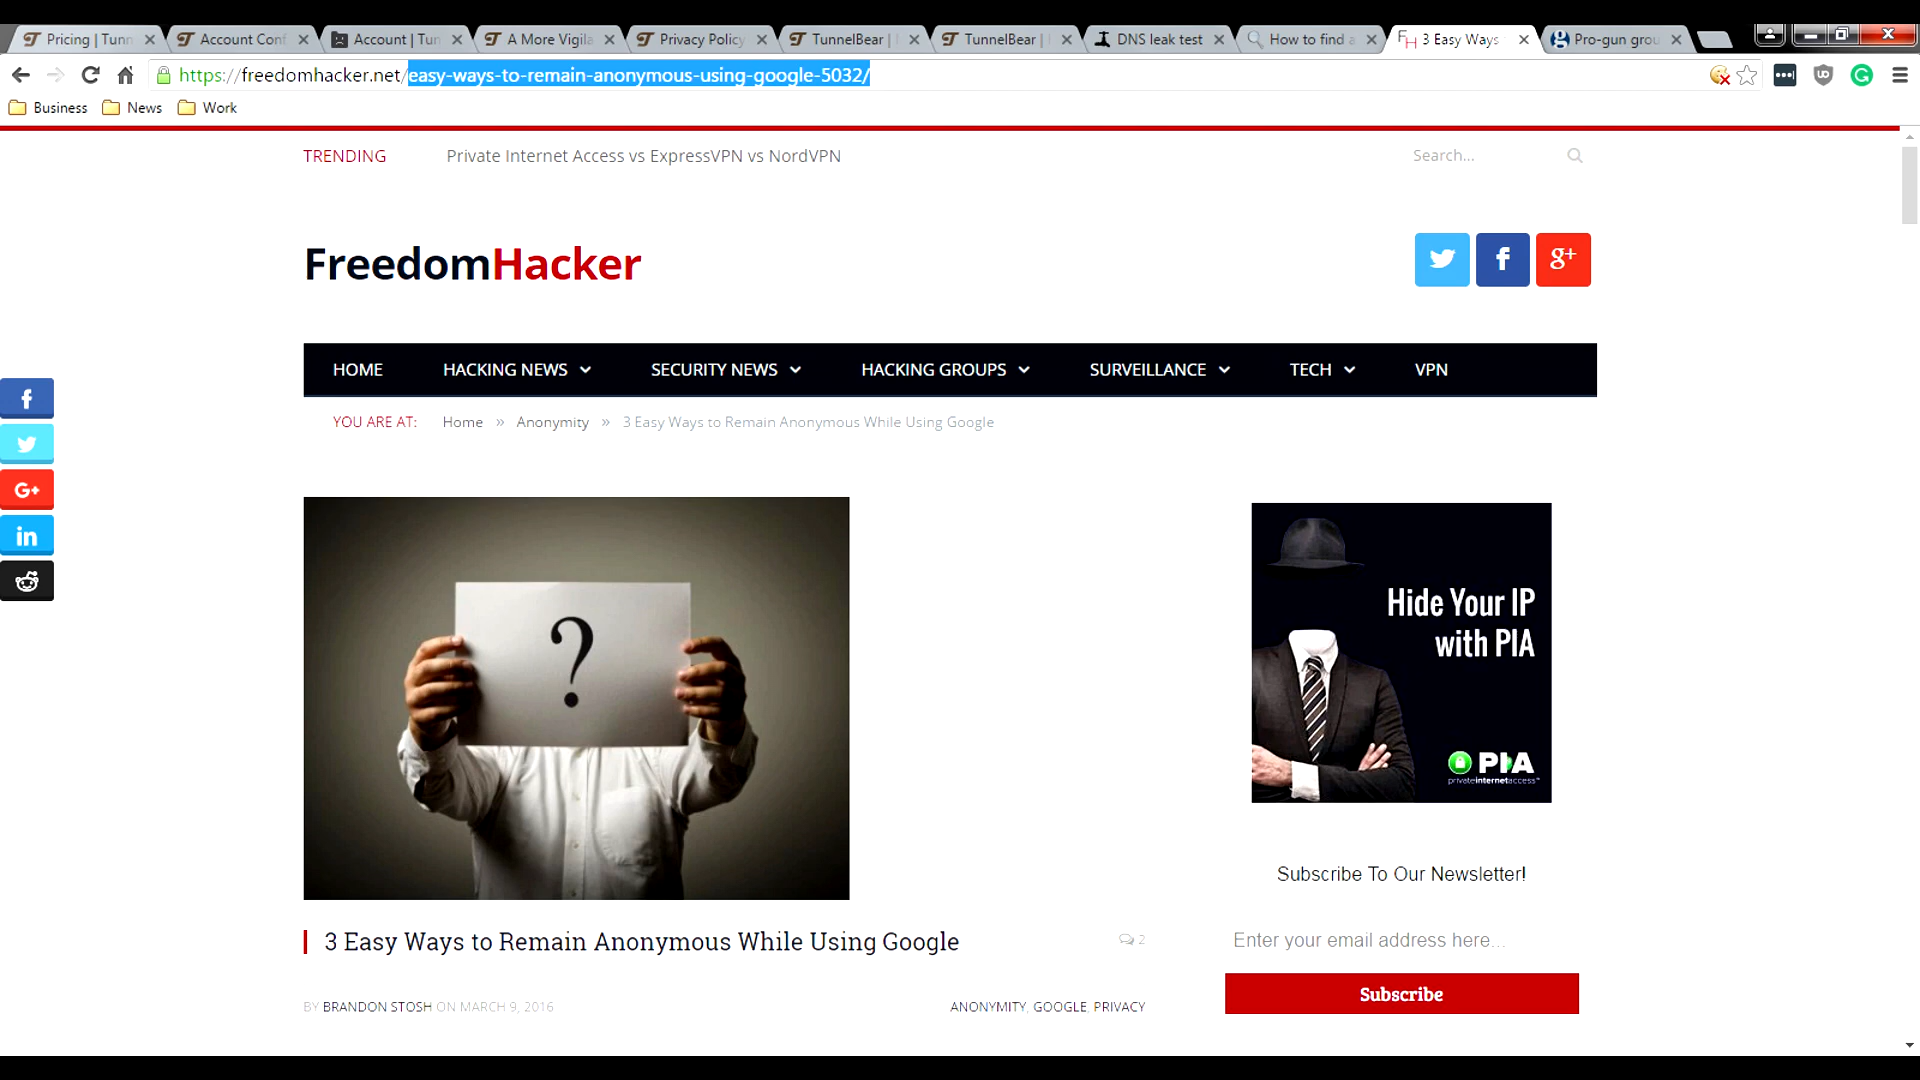 Pricing | Tunn
Account Conf
Account | Tun
A More Vigila
Privacy Policy
TunnelBear |
TunnelBear |
DNS leak test
How to find a
3 Easy Ways
Pro-gun grou
https://freedomhacker.net/easy-ways-to-remain-anonymous-using-google-5032/
Business News Work
TRENDING Private Internet Access vs ExpressVPN vs NordVPN Search...
FreedomHacker
HOME HACKING NEWS SECURITY NEWS HACKING GROUPS SURVEILLANCE TECH VPN
YOU ARE AT: Home » Anonymity » 3 Easy Ways to Remain Anonymous While Using Google
?
Hide Your IP
with PIA
PIA
privateinternetaccess™
Subscribe To Our Newsletter!
3 Easy Ways to Remain Anonymous While Using Google 2
Enter your email address here...
Subscribe
BY BRANDON STOSH ON MARCH 9, 2016 ANONYMITY, GOOGLE, PRIVACY